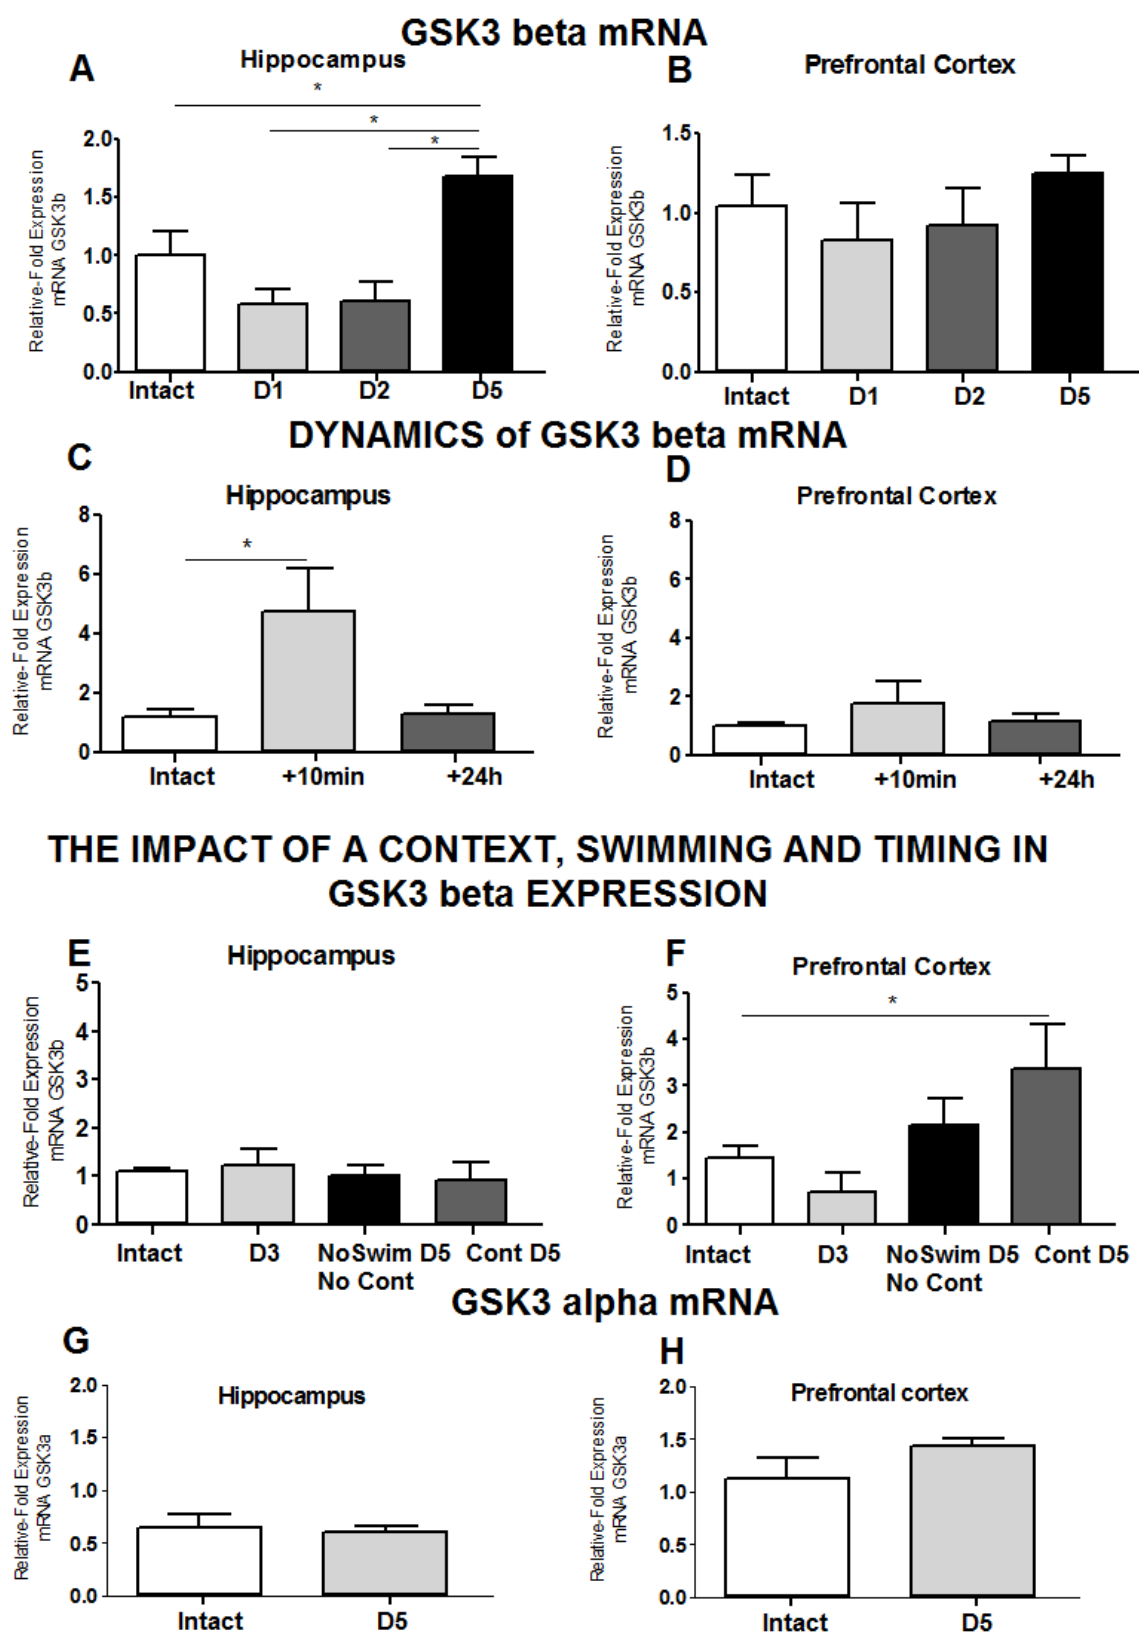 GSK3 beta mRNA
A
Hippocampus
*
*
*
Relative-Fold Expression
mRNA GSK3b
2.0
1.5
1.0
0.5
0.0
Intact D1 D2 D5
B
Prefrontal Cortex
Relative-Fold Expression
mRNA GSK3b
1.5
1.0
0.5
0.0
Intact D1 D2 D5
DYNAMICS of GSK3 beta mRNA
C
Hippocampus
*
Relative-Fold Expression
mRNA GSK3b
8
6
4
2
0
Intact +10min +24h
D
Prefrontal Cortex
Relative-Fold Expression
mRNA GSK3b
8
6
4
2
0
Intact +10min +24h
THE IMPACT OF A CONTEXT, SWIMMING AND TIMING IN
GSK3 beta EXPRESSION
E
Hippocampus
Relative-Fold Expression
mRNA GSK3b
5
4
3
2
1
0
Intact D3 NoSwim D5 Cont D5
No Cont
F
Prefrontal Cortex
*
Relative-Fold Expression
mRNA GSK3b
5
4
3
2
1
0
Intact D3 NoSwim D5 Cont D5
No Cont
GSK3 alpha mRNA
G
Hippocampus
Relative-Fold Expression
mRNA GSK3a
2.0
1.5
1.0
0.5
0.0
Intact D5
H
Prefrontal cortex
Relative-Fold Expression
mRNA GSK3a
2.0
1.5
1.0
0.5
0.0
Intact D5